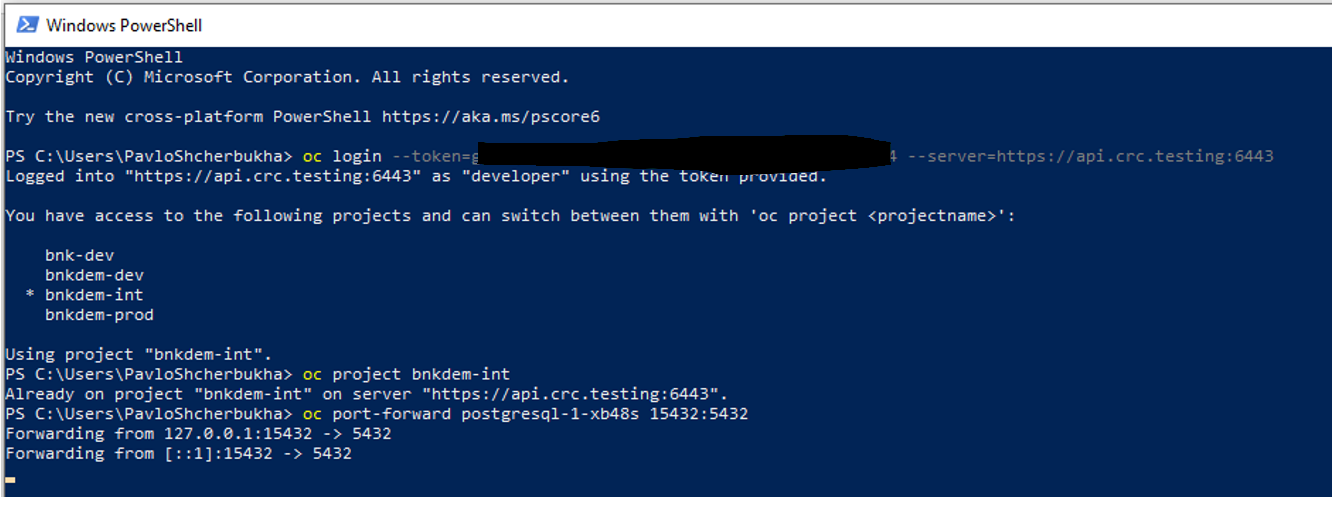 Windows PowerShell
Windows PowerShell
Copyright (C) Microsoft Corporation. All rights reserved.
Try the new cross-platform PowerShell https://aka.ms/pscore6
PS C:\Users\PavloShcherbukha> oc login --token=g 4 --server=https://api.crc.testing:6443
Logged into "https://api.crc.testing:6443" as "developer" using the token provided.
You have access to the following projects and can switch between them with 'oc project <projectname>':
bnk-dev
bnkdem-dev
* bnkdem-int
bnkdem-prod
Using project "bnkdem-int".
PS C:\Users\PavloShcherbukha> oc project bnkdem-int
Already on project "bnkdem-int" on server "https://api.crc.testing:6443".
PS C:\Users\PavloShcherbukha> oc port-forward postgresql-1-xb48s 15432:5432
Forwarding from 127.0.0.1:15432 -> 5432
Forwarding from [::1]:15432 -> 5432